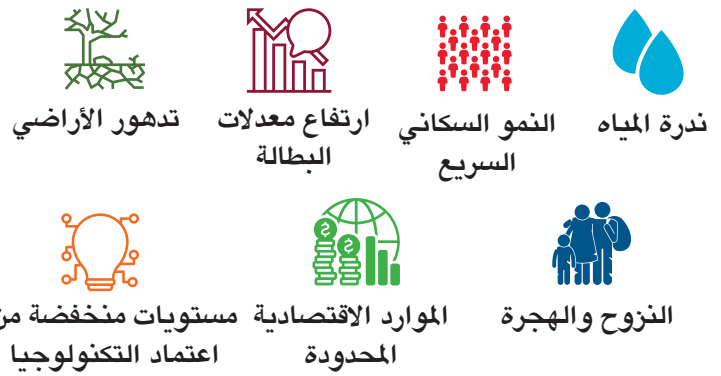 ندرة المياه
النمو السكاني
السريع
ارتفاع معدلات
البطالة
تدهور الأراضي
النزوح والهجرة
الموارد الاقتصادية
المحدودة
مستويات منخفضة من
اعتماد التكنولوجيا